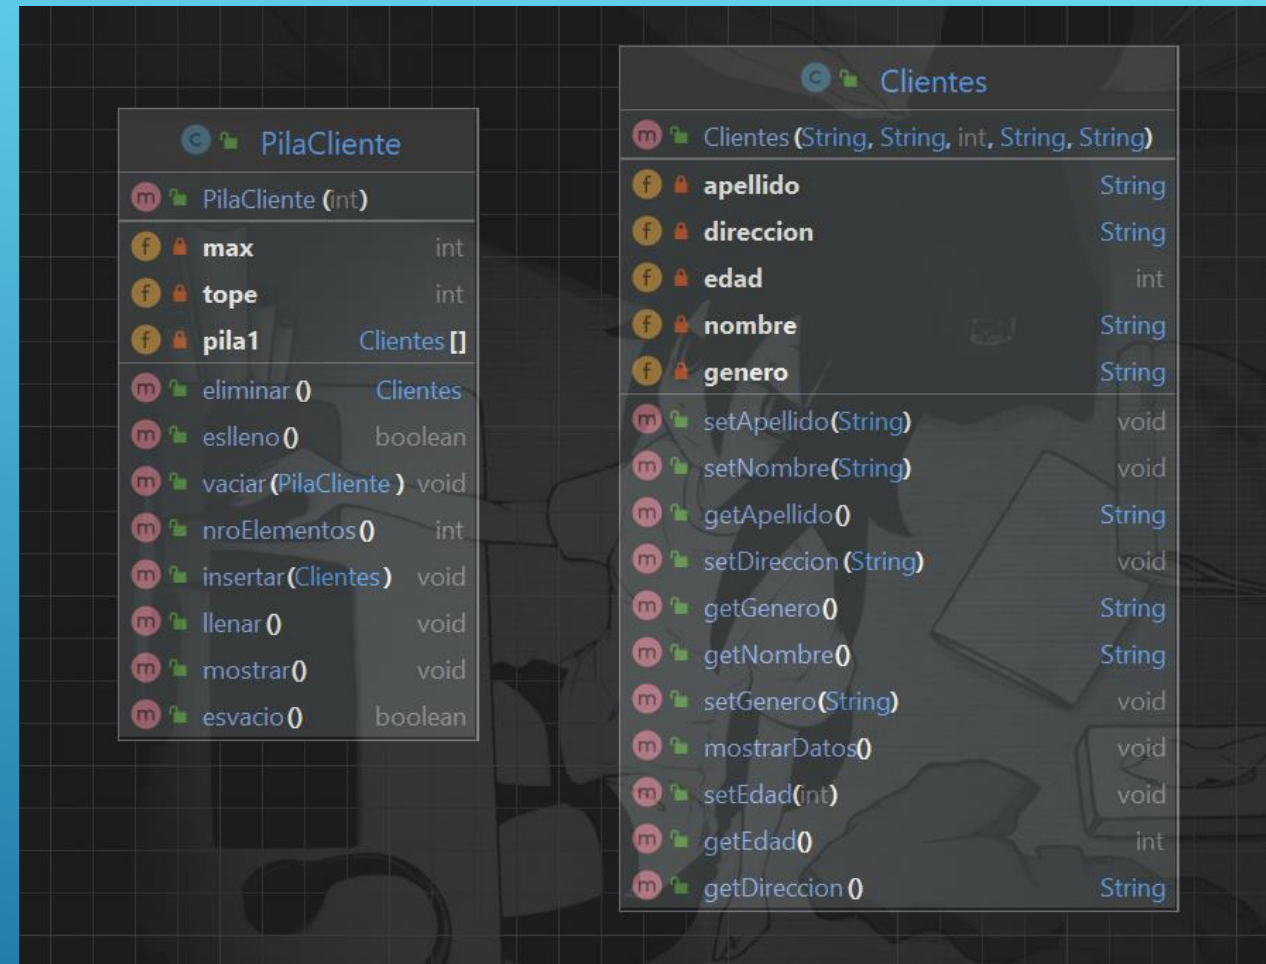 PilaCliente
PilaCliente (int)
max int
tope int
pila1 Clientes []
eliminar () Clientes
eslleno () boolean
vaciar (PilaCliente ) void
nroElementos () int
insertar (Clientes ) void
llenar () void
mostrar () void
esvacio () boolean
Clientes
Clientes (String, String, int, String, String)
apellido String
direccion String
edad int
nombre String
genero String
setApellido(String) void
setNombre(String) void
getApellido() String
setDireccion (String) void
getGenero() String
getNombre() String
setGenero(String) void
mostrarDatos() void
setEdad(int) void
getEdad() int
getDireccion () String